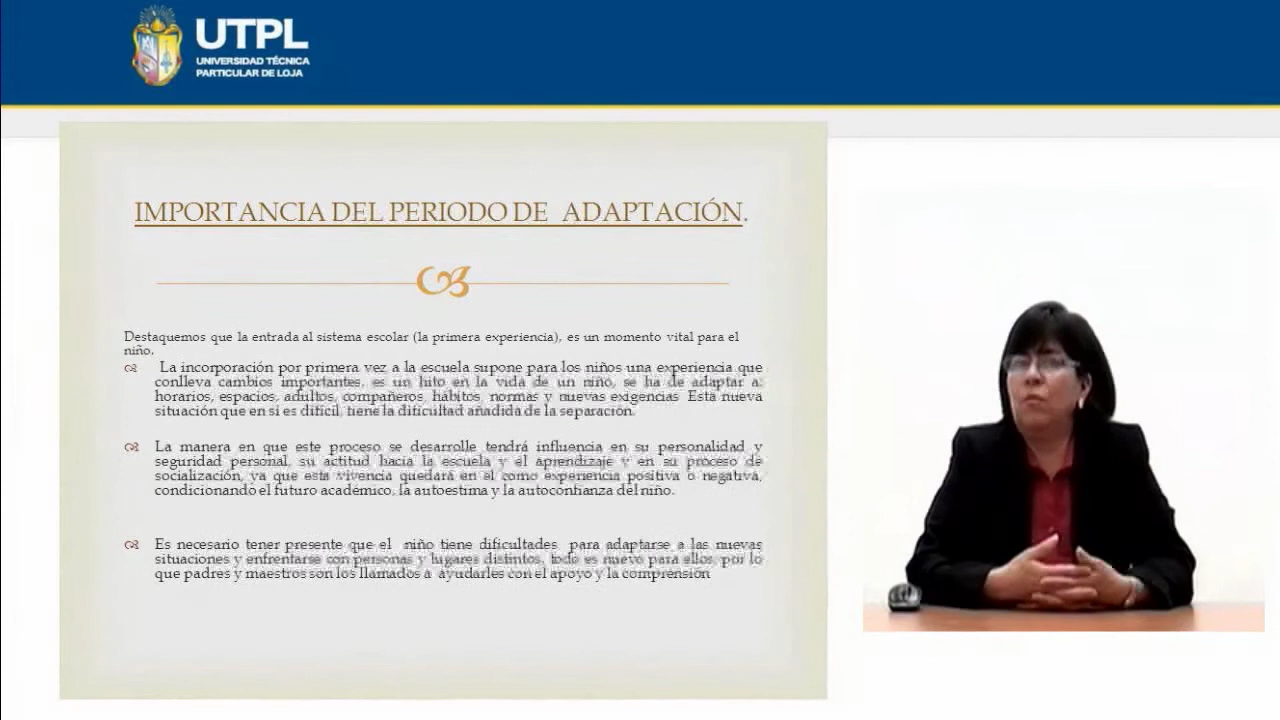 UTPL
UNIVERSIDAD TÉCNICA
PARTICULAR DE LOJA
IMPORTANCIA DEL PERIODO DE ADAPTACIÓN.
Destaquemos que la entrada al sistema escolar (la primera experiencia), es un momento vital para el
niño.
La incorporación por primera vez a la escuela supone para los niños una experiencia que
conlleva cambios importantes, es un hito en la vida de un niño, se ha de adaptar a:
horarios, espacios, adultos, compañeros, hábitos, normas y nuevas exigencias Esta nueva
situación que en sí es difícil, tiene la dificultad añadida de la separación.
La manera en que este proceso se desarrolle tendrá influencia en su personalidad y
seguridad personal, su actitud hacia la escuela y el aprendizaje y en su proceso de
socialización, ya que esta vivencia quedará en el como experiencia positiva o negativa,
condicionando el futuro académico, la autoestima y la autoconfianza del niño.
Es necesario tener presente que el niño tiene dificultades para adaptarse a las nuevas
situaciones y enfrentarse con personas y lugares distintos, todo es nuevo para ellos, por lo
que padres y maestros son los llamados a ayudarles con el apoyo y la comprensión